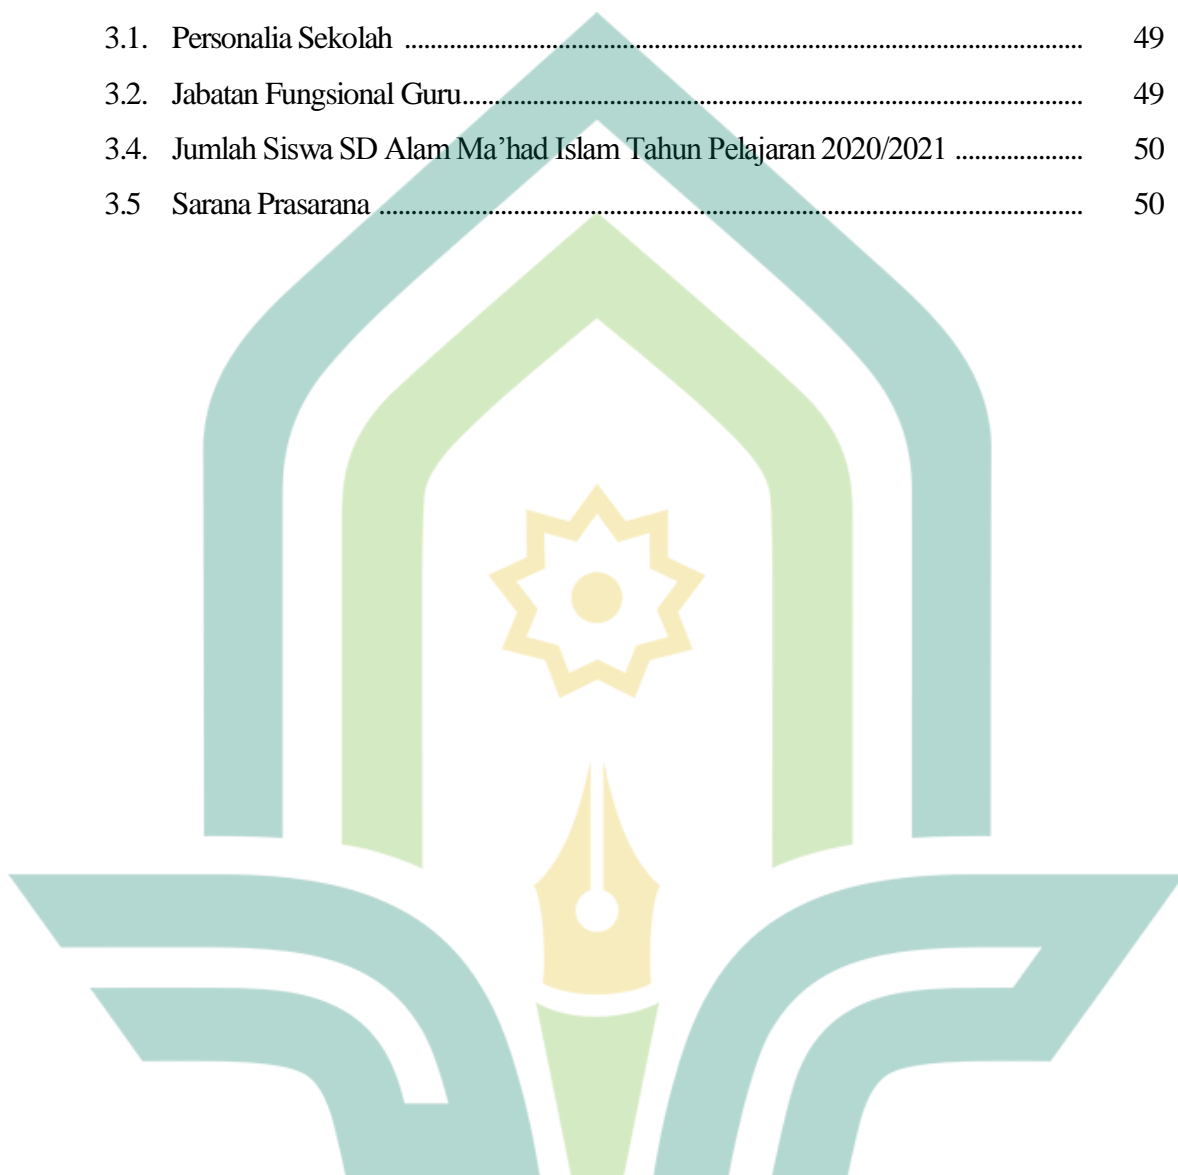 3.1. Personalia Sekolah .................................................................................................... 49
3.2. Jabatan Fungsional Guru............................................................................................ 49
3.4. Jumlah Siswa SD Alam Ma’had Islam Tahun Pelajaran 2020/2021 ................... 50
3.5 Sarana Prasarana ......................................................................................................... 50